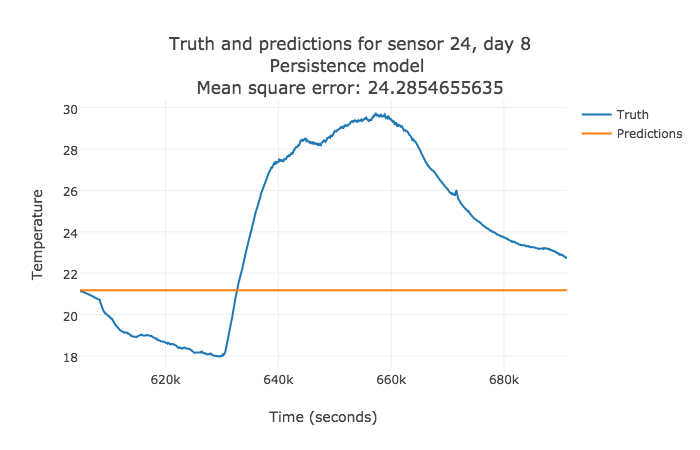 Truth and predictions for sensor 24, day 8
Persistence model
Mean square error: 24.2854655635
Truth
Predictions
Temperature
30
28
26
24
22
20
18
620k
640k
660k
680k
Time (seconds)